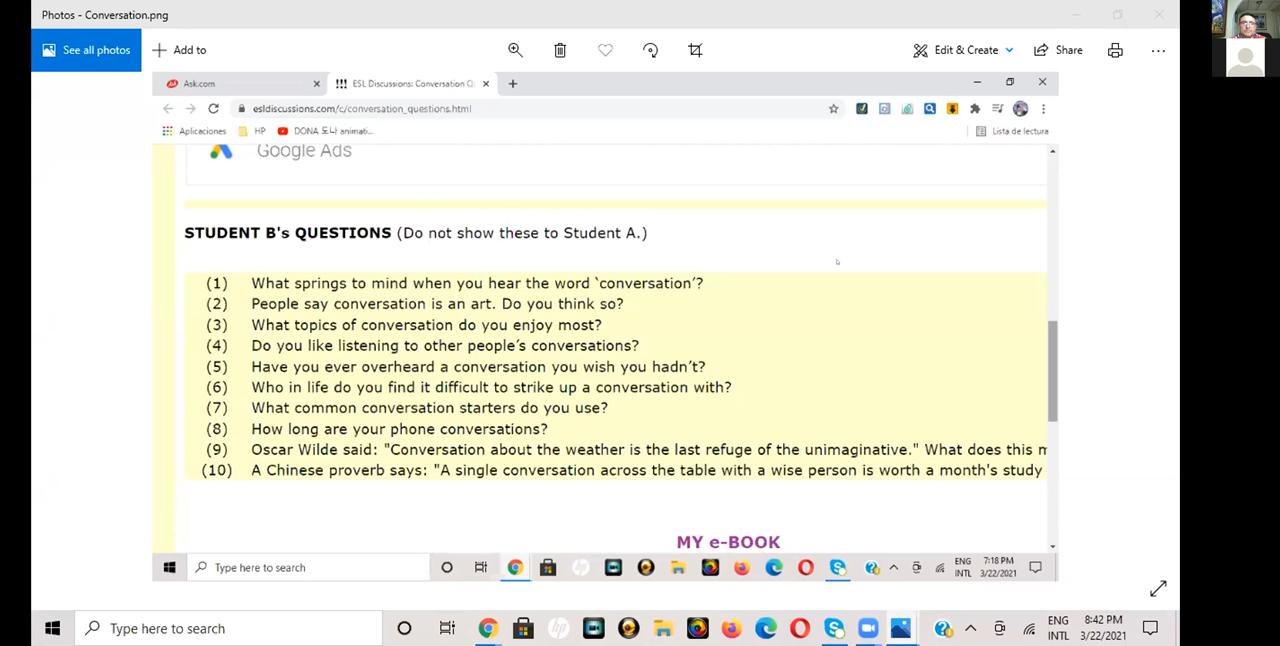 Photos - Conversation.png
See all photos
Add to
Edit & Create
Share
Ask.com
ESL Discussions: Conversation Q
esldiscussions.com/c/conversation_questions.html
Aplicaciones
HP
DONA 도나 animati...
Lista de lectura
Google Ads
STUDENT B's QUESTIONS (Do not show these to Student A.)
(1) What springs to mind when you hear the word ‘conversation’?
(2) People say conversation is an art. Do you think so?
(3) What topics of conversation do you enjoy most?
(4) Do you like listening to other people’s conversations?
(5) Have you ever overheard a conversation you wish you hadn’t?
(6) Who in life do you find it difficult to strike up a conversation with?
(7) What common conversation starters do you use?
(8) How long are your phone conversations?
(9) Oscar Wilde said: "Conversation about the weather is the last refuge of the unimaginative." What does this m
(10) A Chinese proverb says: "A single conversation across the table with a wise person is worth a month's study
MY e-BOOK
Type here to search
ENG
INTL
7:18 PM
3/22/2021
Type here to search
ENG
INTL
8:42 PM
3/22/2021